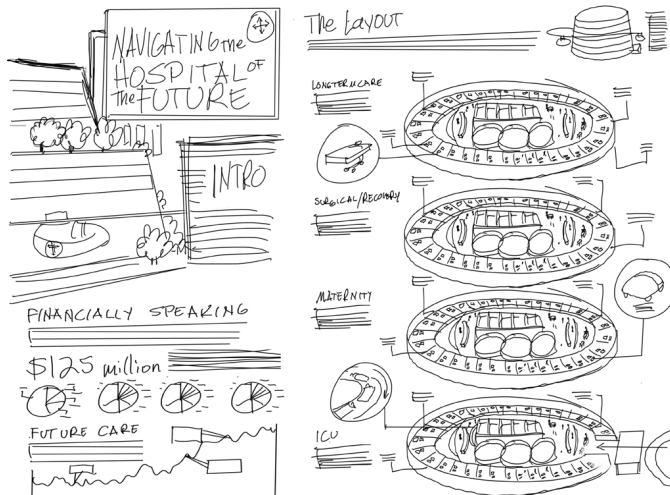 NAVIGATING the
HOSPITAL OF
The FUTURE
INTRO
FINANCIALLY SPEAKING
$125 million
FUTURE CARE
The LAYOUT
LONGTERM CARE
SURGICAL/RECOVERY
MATERNITY
ICU